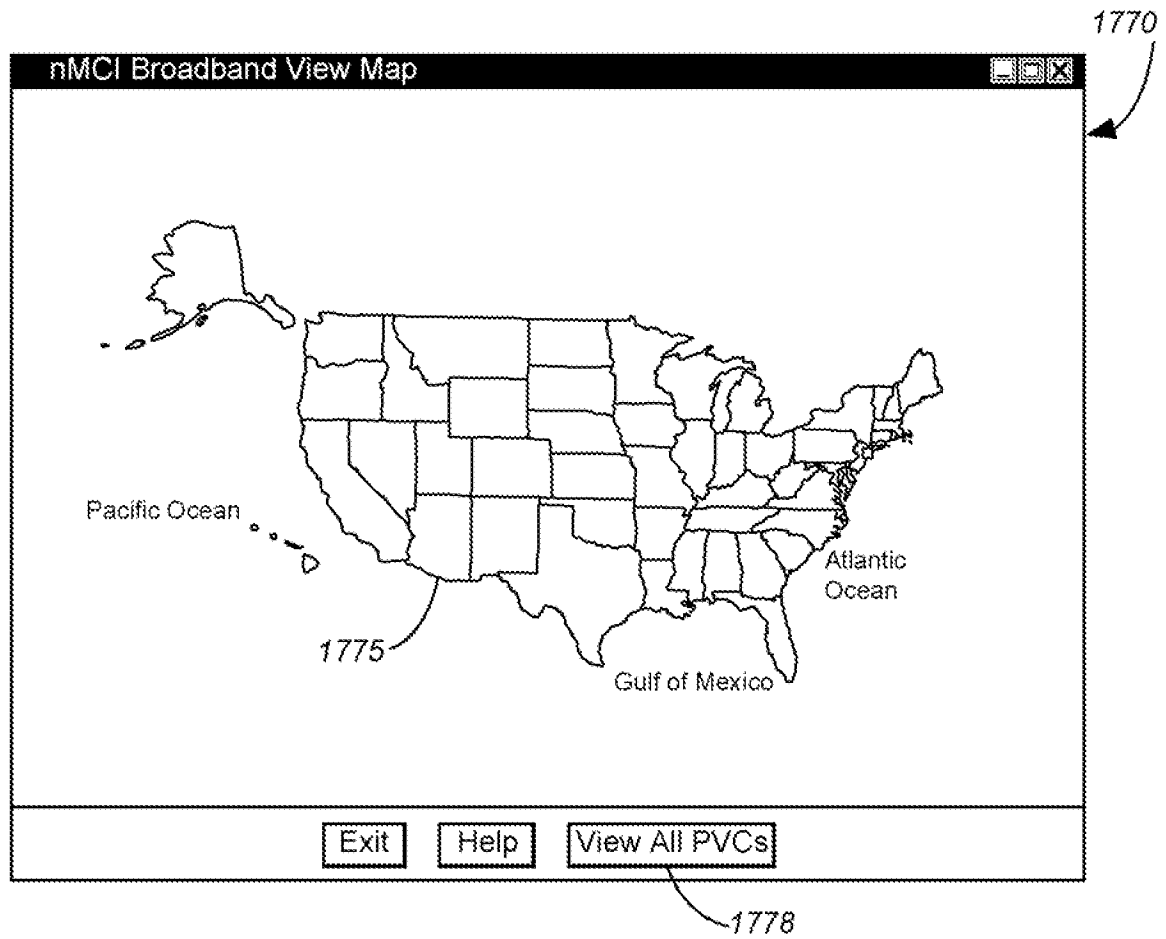 1770
nMCI Broadband View Map
Pacific Ocean
Atlantic
Ocean
1775
Gulf of Mexico
Exit
Help
View All PVCs
1778